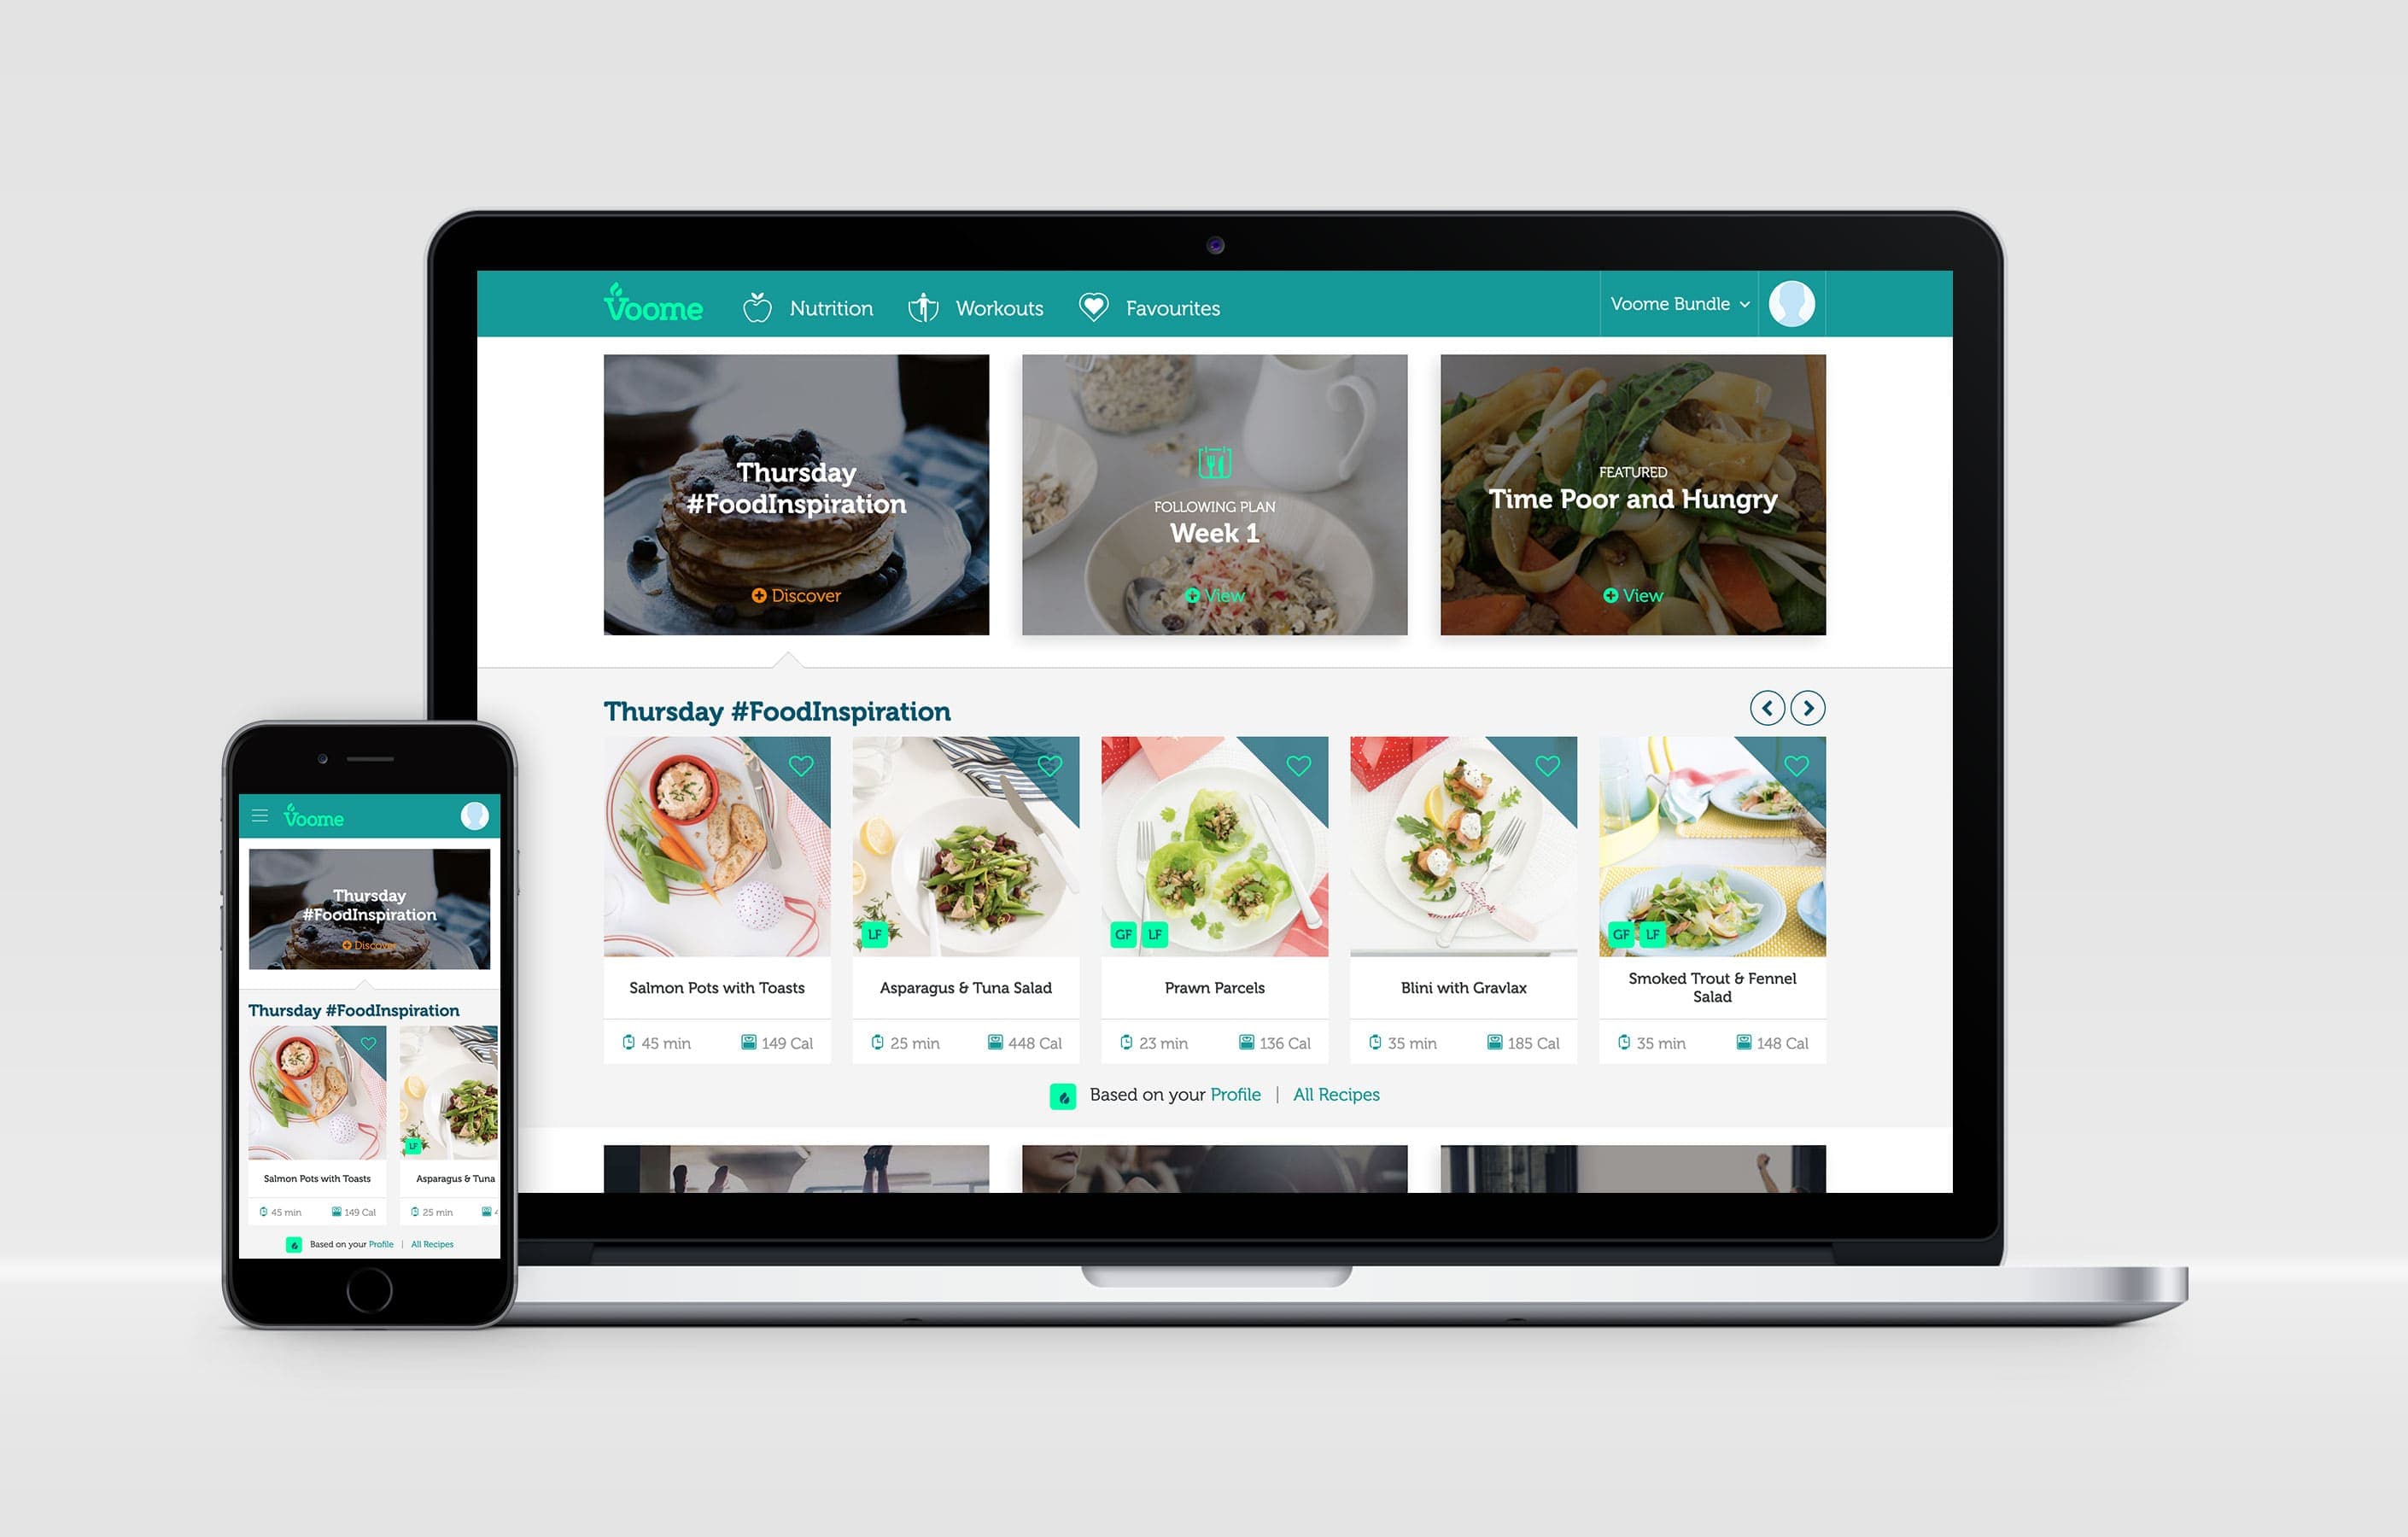 Voome
Nutrition
Workouts
Favourites
Voome Bundle
Thursday
#FoodInspiration
Discover
FOLLOWING PLAN
Week 1
View
FEATURED
Time Poor and Hungry
View
Thursday #FoodInspiration
LF
GF LF
GF LF
Salmon Pots with Toasts
Asparagus & Tuna Salad
Prawn Parcels
Blini with Gravlax
Smoked Trout & Fennel
Salad
45 min
149 Cal
25 min
448 Cal
23 min
136 Cal
35 min
185 Cal
35 min
148 Cal
Based on your Profile | All Recipes
Voome
Thursday
#FoodInspiration
Discover
Thursday #FoodInspiration
LF
Salmon Pots with Toasts
Asparagus & Tuna
45 min
149 Cal
25 min
Based on your Profile | All Recipes